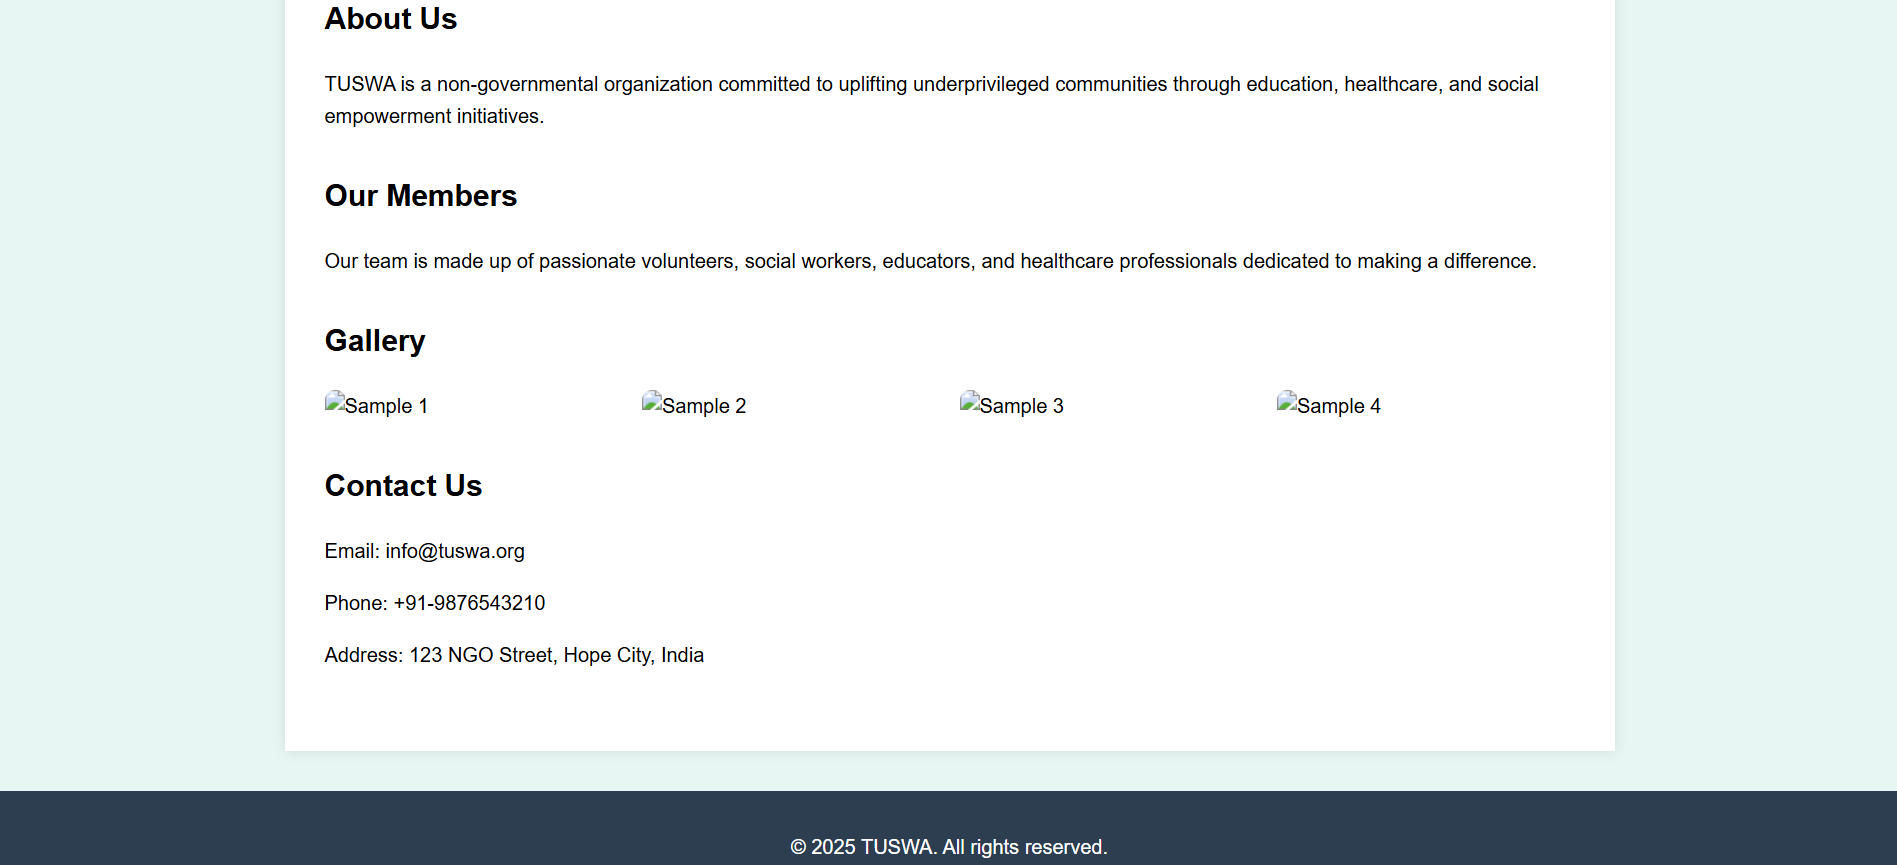 About Us
TUSWA is a non-governmental organization committed to uplifting underprivileged communities through education, healthcare, and social
empowerment initiatives.
Our Members
Our team is made up of passionate volunteers, social workers, educators, and healthcare professionals dedicated to making a difference.
Gallery
Sample 1 Sample 2 Sample 3 Sample 4
Contact Us
Email: info@tuswa.org
Phone: +91-9876543210
Address: 123 NGO Street, Hope City, India
© 2025 TUSWA. All rights reserved.